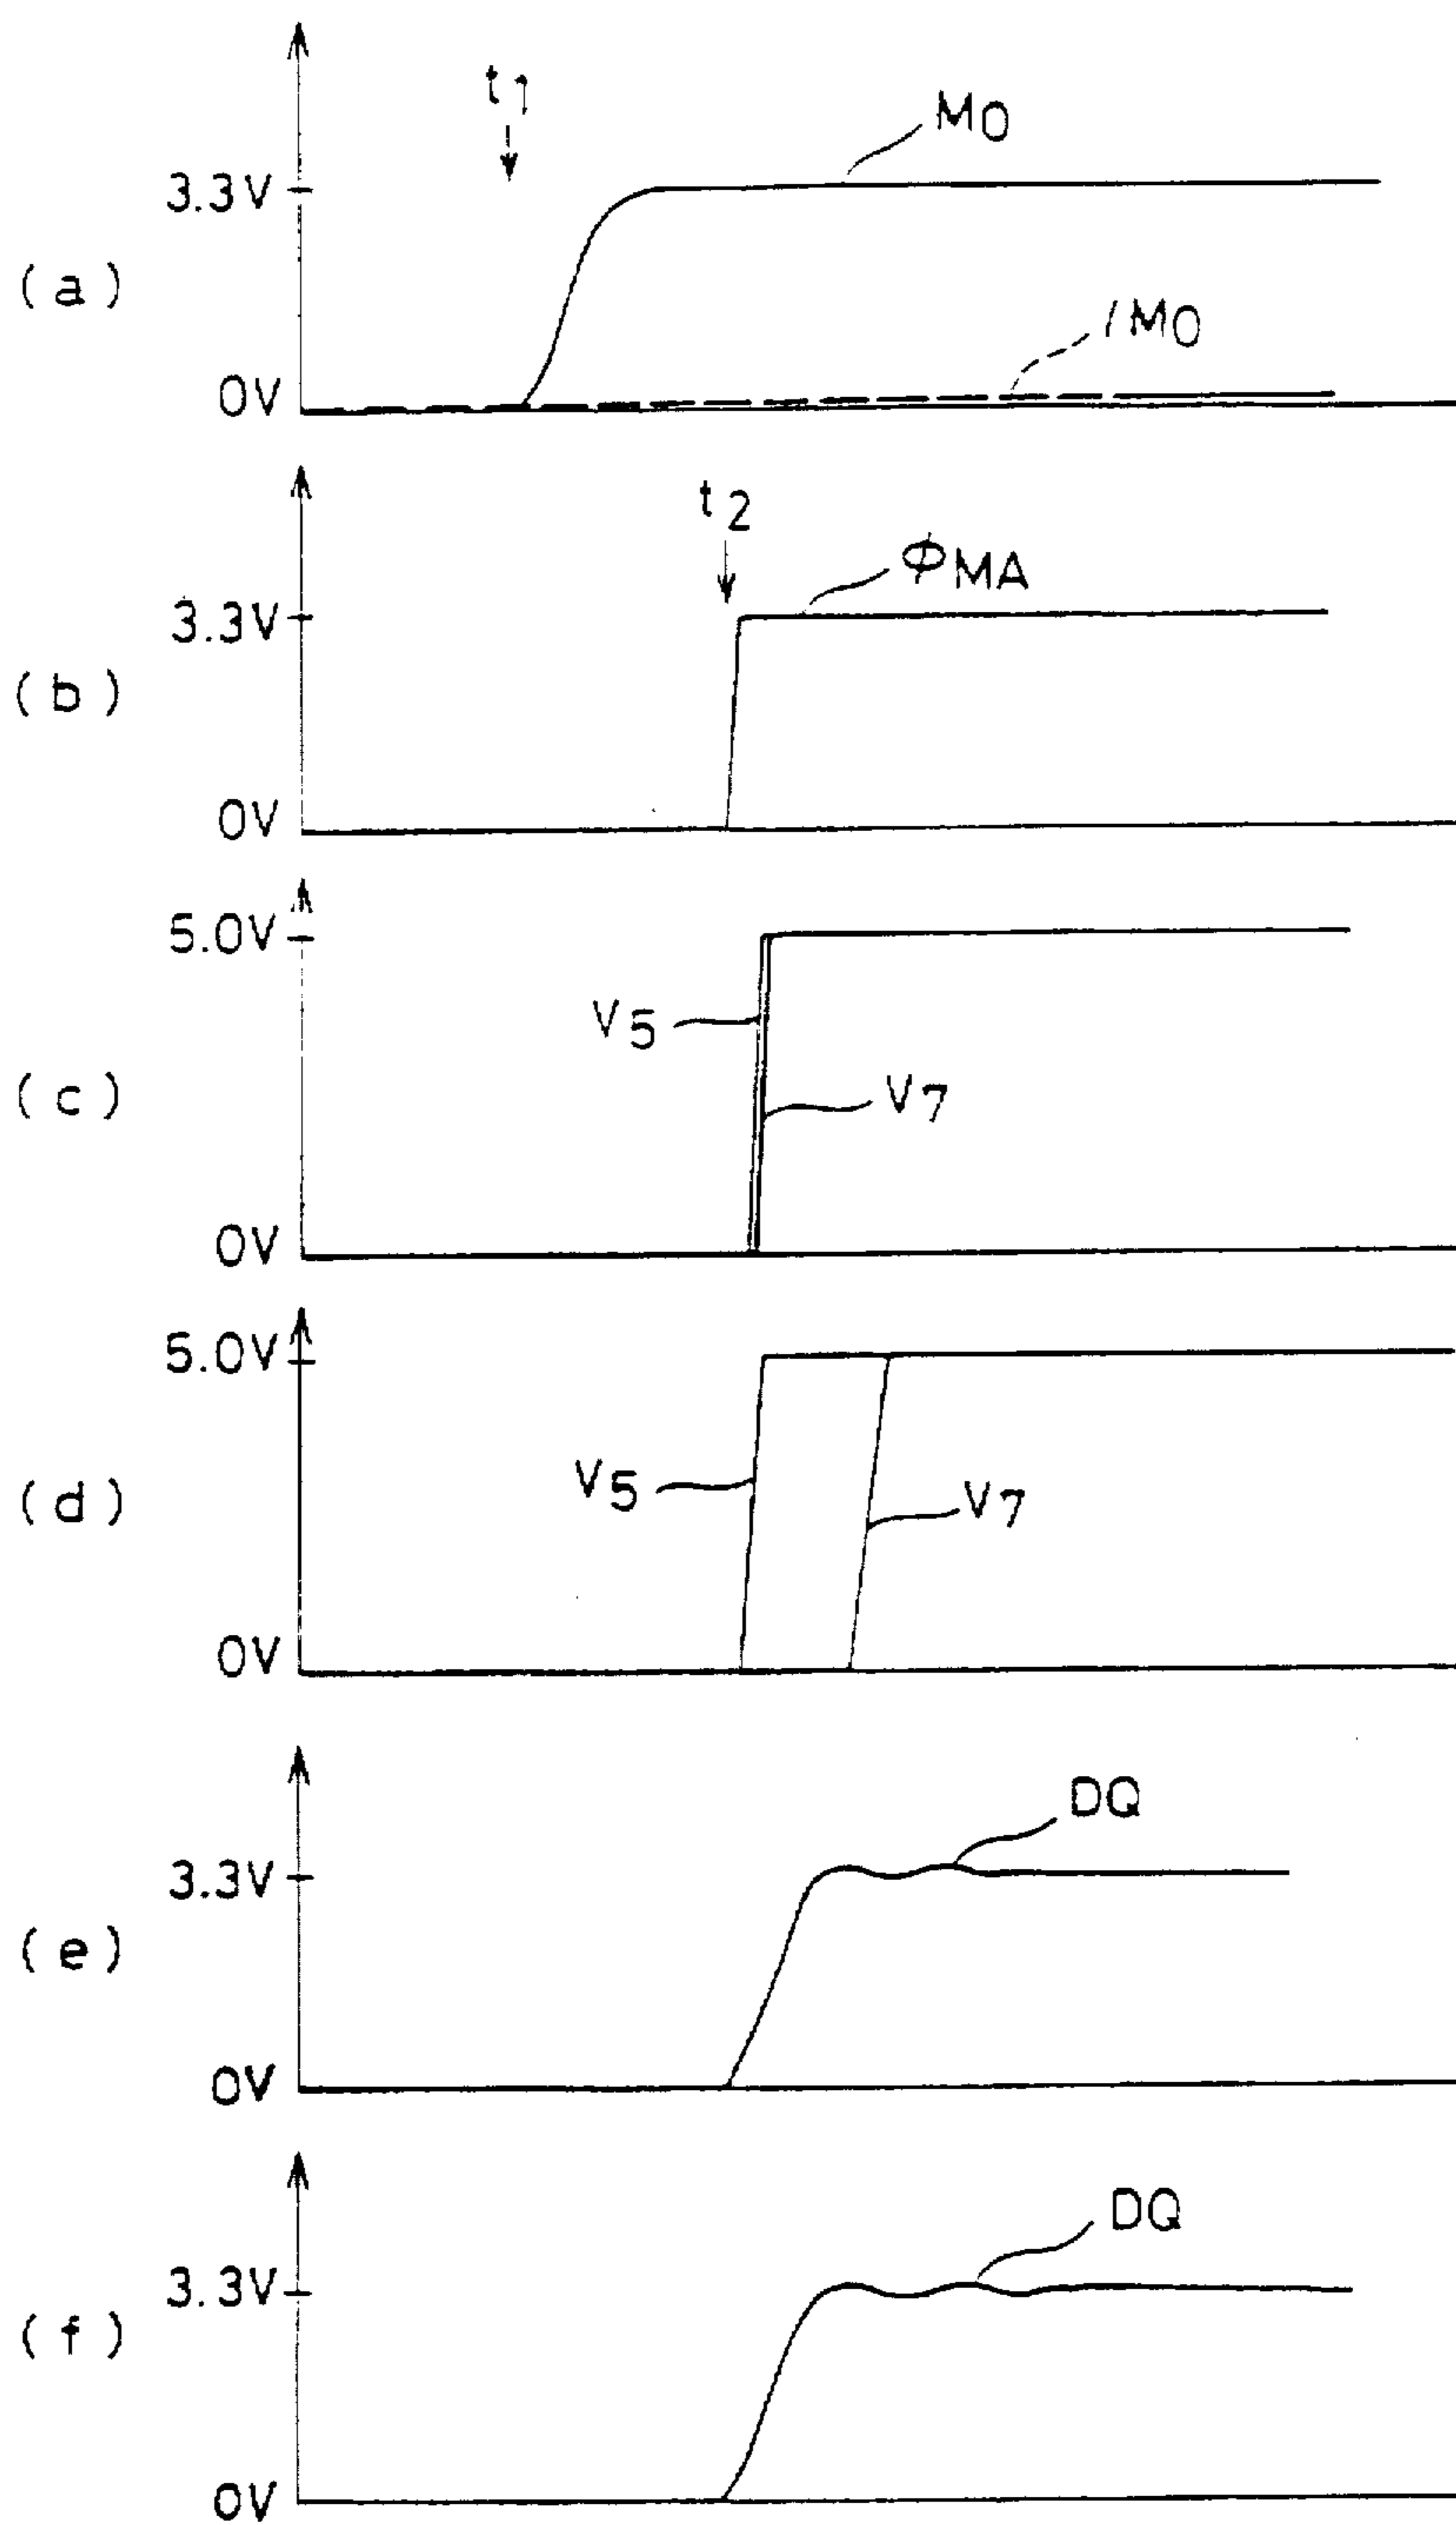 t1
M0
3.3V
(a)
/M0
0V
t2
ΦMA
3.3V
(b)
0V
5.0V
V5
(c)
V7
0V
5.0V
V5
V7
(d)
0V
DQ
3.3V
(e)
0V
DQ
3.3V
(f)
0V